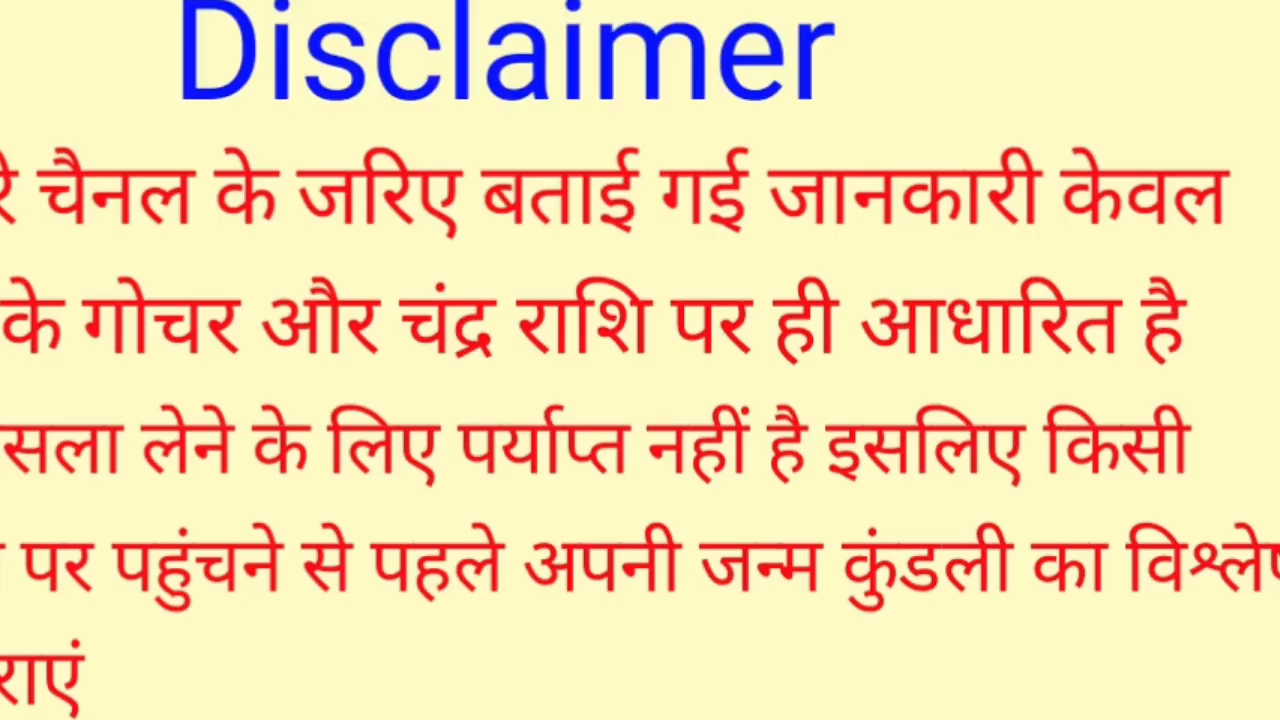 Disclaimer
चैनल के जरिए बताई गई जानकारी केवल
के गोचर और चंद्र राशि पर ही आधारित है
लेने के लिए पर्याप्त नहीं है इसलिए किसी
पर पहुंचने से पहले अपनी जन्म कुंडली का